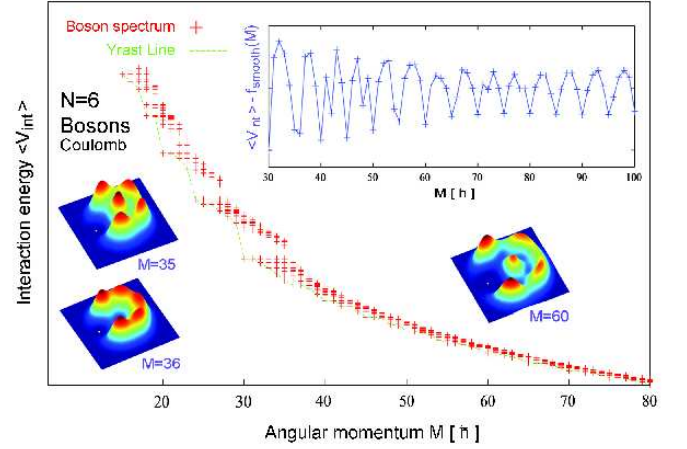 Boson spectrum
Yrast Line
N=6
Bosons
Coulomb
Interaction energy <V_int>
M=35
M=36
M=60
<V_int> - f_smooth(M)
30 40 50 60 70 80 90 100
M [ ħ ]
20 30 40 50 60 70 80
Angular momentum M [ ħ ]